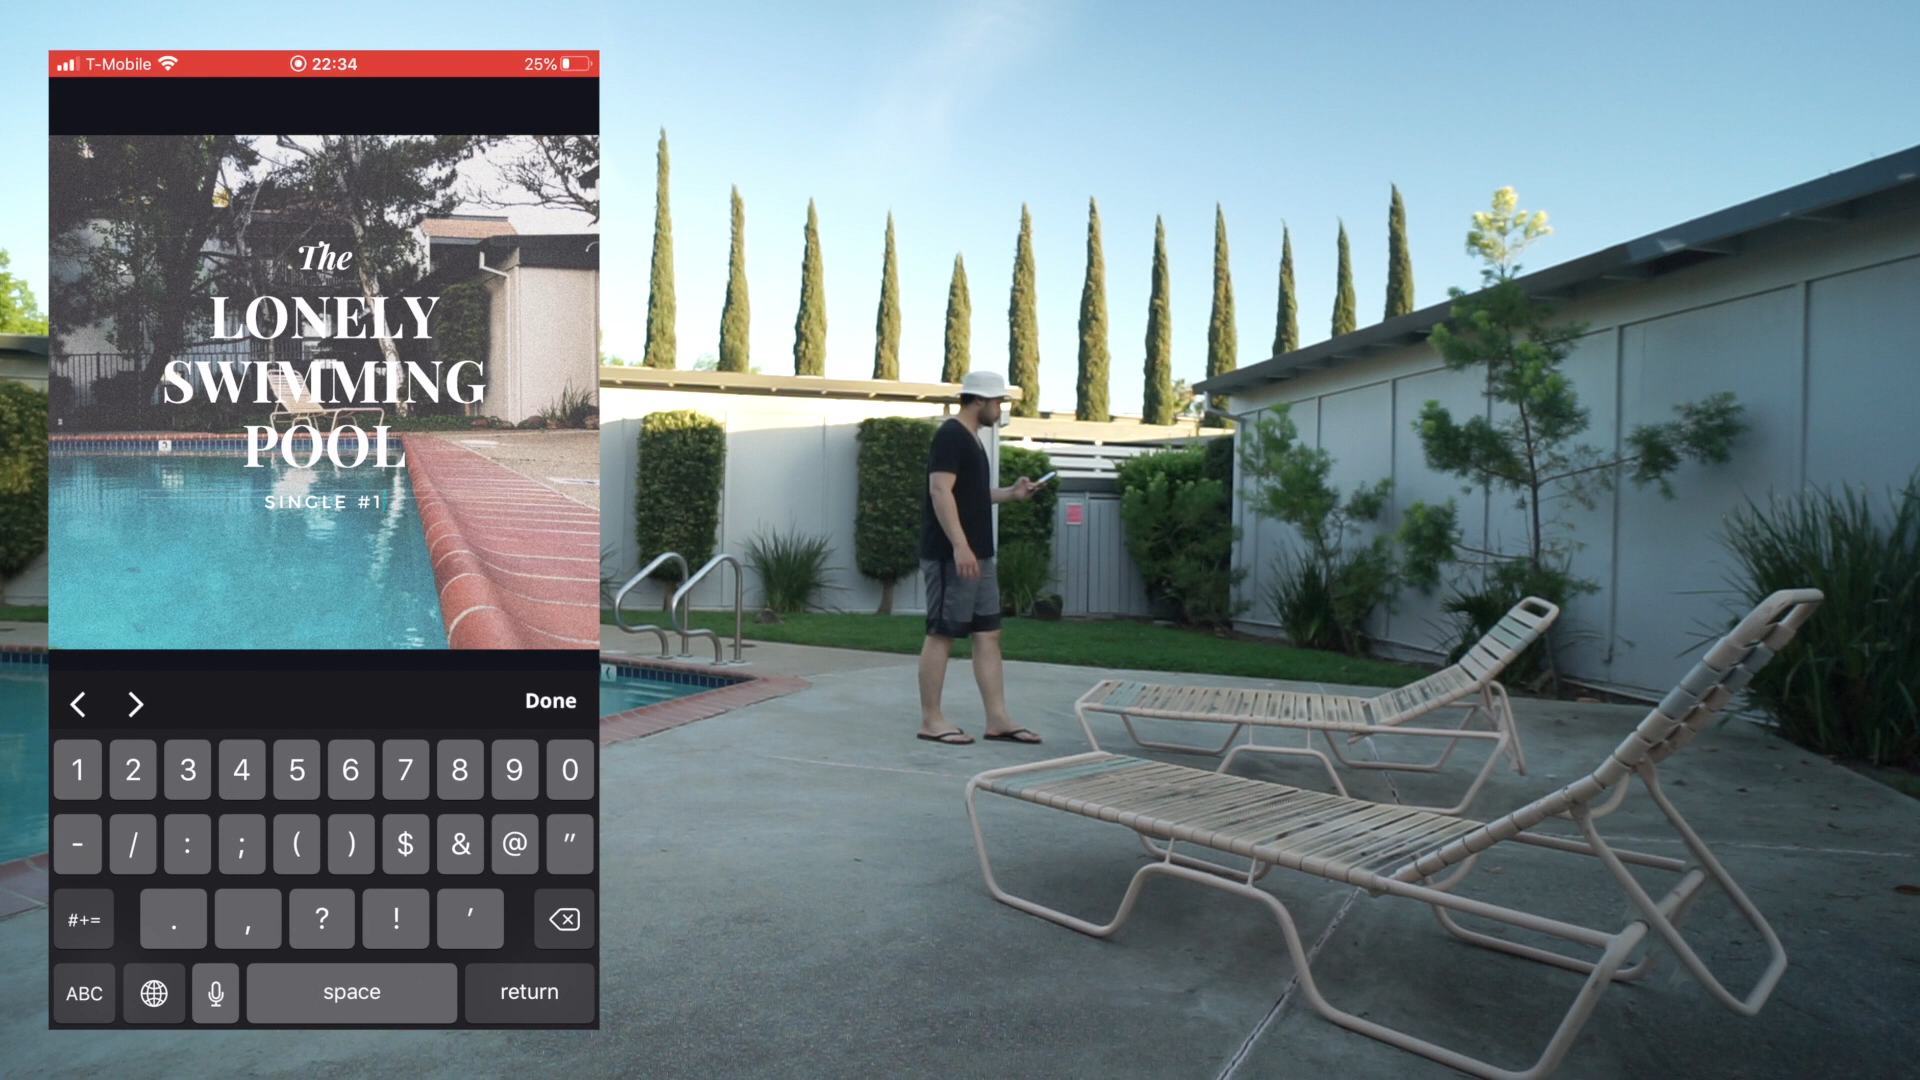 T-Mobile 22:34 25%
The
LONELY
SWIMMING
POOL
SINGLE #1
Done
1 2 3 4 5 6 7 8 9 0
- / : ; ( ) $ & @ "
#+= . , ? ! '
ABC space return